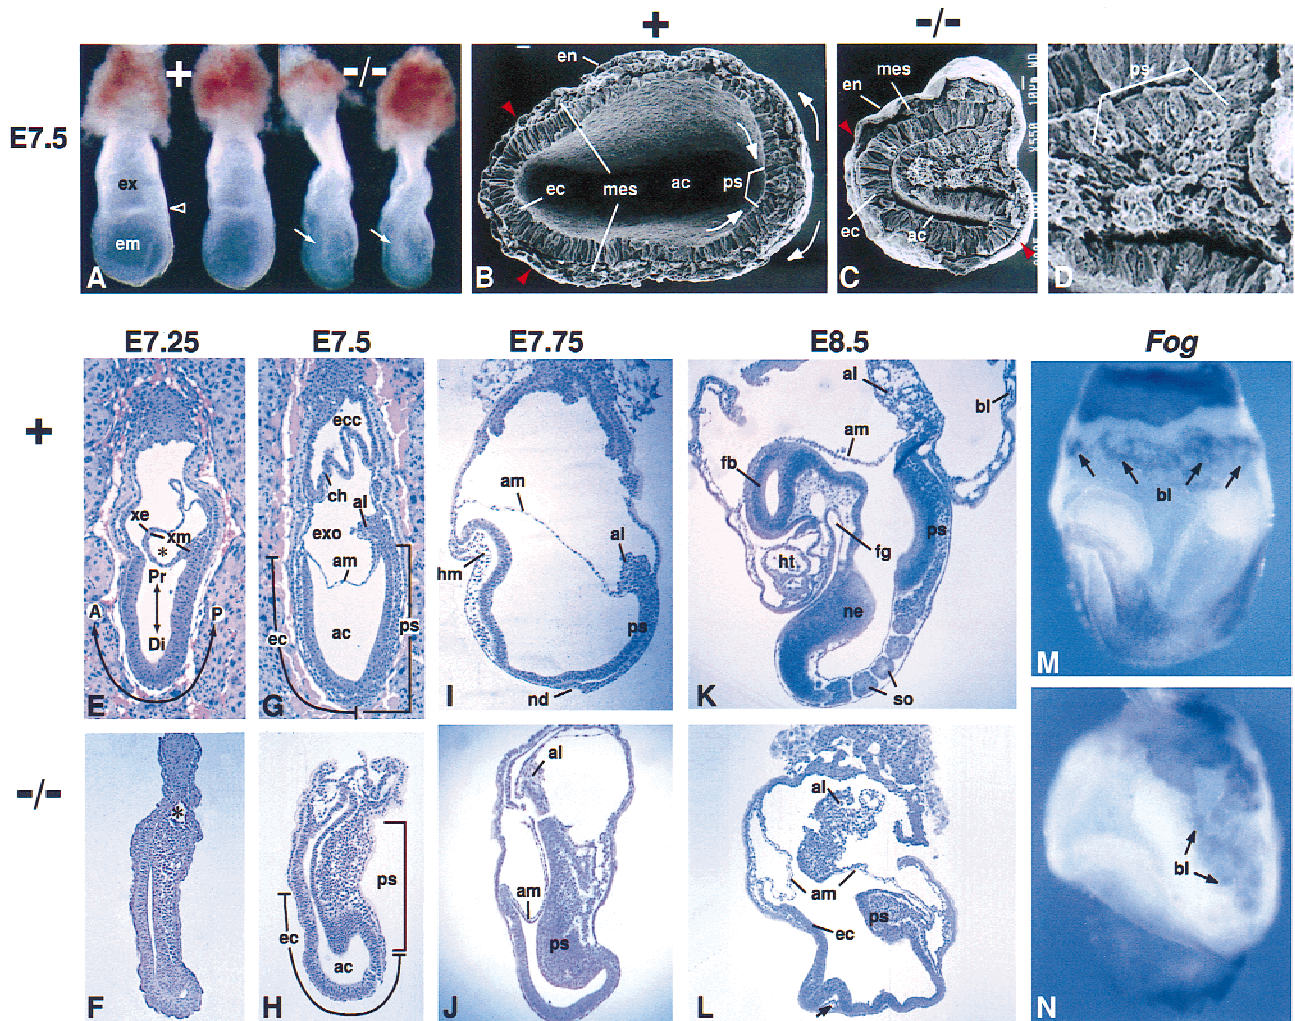 +
-/-
E7.5
+
-/-
ex
em
A
en
ec
mes
ac
ps
B
mes
en
ec
ac
C
ps
D
E7.25
E7.5
E7.75
E8.5
Fog
+
xe
xm
*
Pr
A
P
Di
E
ecc
ch
al
exo
am
ac
ec
ps
G
am
al
hm
ps
nd
I
al
bl
am
fb
ps
fg
ht
ne
so
K
bl
M
-/-
*
F
ps
ec
ac
H
al
am
ps
J
al
am
ps
ec
L
bl
N